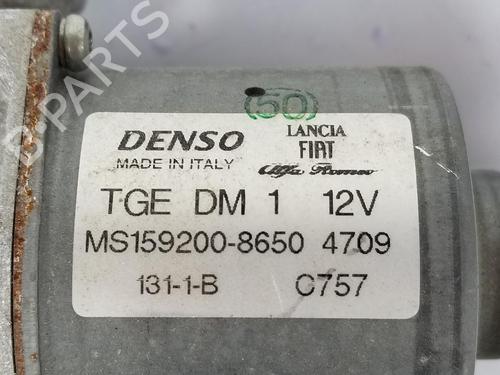 B-PARTS
(50)
DENSO
MADE IN ITALY
LANCIA
FIAT
Alfa Romeo
TGE DM 1 12V
MS159200-8650 4709
131-1-B C757